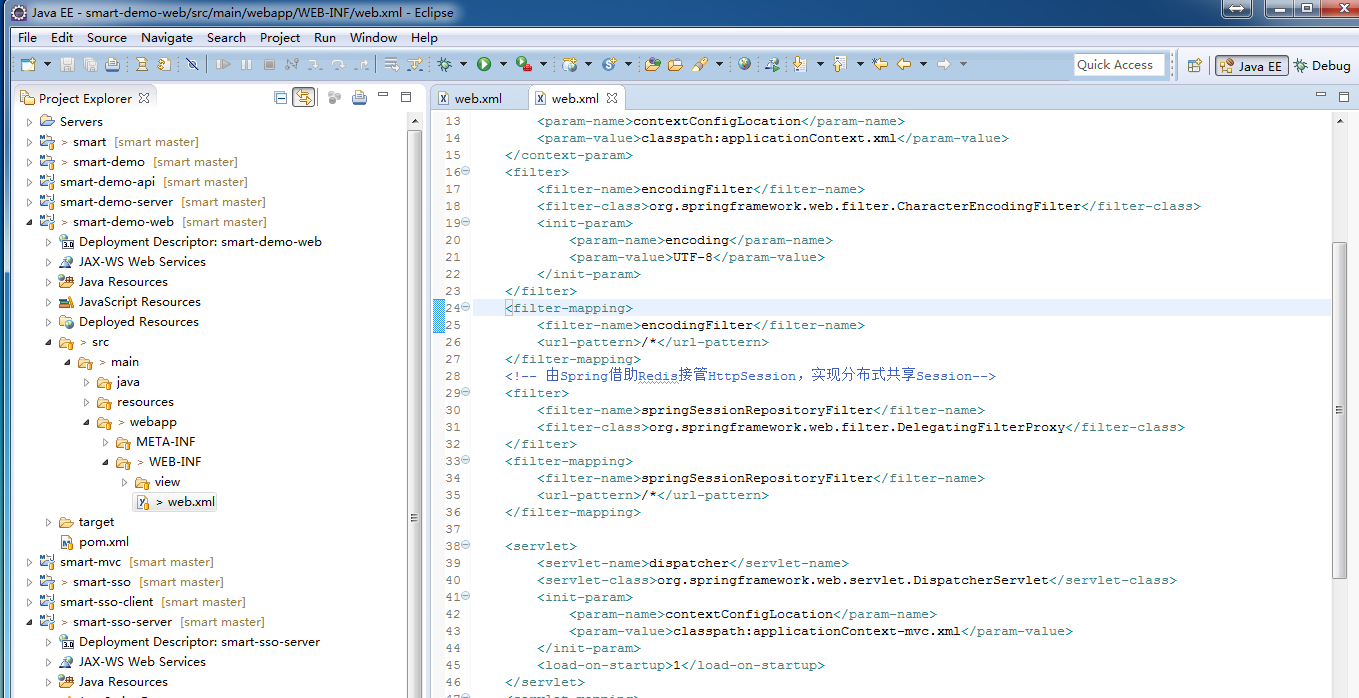 Java EE - smart-demo-web/src/main/webapp/WEB-INF/web.xml - Eclipse
File Edit Source Navigate Search Project Run Window Help
Quick Access
Java EE
Debug
Project Explorer
Servers
> smart [smart master]
> smart-demo [smart master]
smart-demo-api [smart master]
smart-demo-server [smart master]
> smart-demo-web [smart master]
Deployment Descriptor: smart-demo-web
JAX-WS Web Services
Java Resources
JavaScript Resources
Deployed Resources
> src
> main
java
resources
> webapp
META-INF
> WEB-INF
view
> web.xml
target
pom.xml
smart-mvc [smart master]
> smart-sso [smart master]
smart-sso-client [smart master]
> smart-sso-server [smart master]
Deployment Descriptor: smart-sso-server
JAX-WS Web Services
Java Resources
web.xml
web.xml
13 <param-name>contextConfigLocation</param-name>
14 <param-value>classpath:applicationContext.xml</param-value>
15 </context-param>
16 <filter>
17 <filter-name>encodingFilter</filter-name>
18 <filter-class>org.springframework.web.filter.CharacterEncodingFilter</filter-class>
19 <init-param>
20 <param-name>encoding</param-name>
21 <param-value>UTF-8</param-value>
22 </init-param>
23 </filter>
24 <filter-mapping>
25 <filter-name>encodingFilter</filter-name>
26 <url-pattern>/*</url-pattern>
27 </filter-mapping>
28 <!-- 由Spring借助Redis接管HttpSession，实现分布式共享Session-->
29 <filter>
30 <filter-name>springSessionRepositoryFilter</filter-name>
31 <filter-class>org.springframework.web.filter.DelegatingFilterProxy</filter-class>
32 </filter>
33 <filter-mapping>
34 <filter-name>springSessionRepositoryFilter</filter-name>
35 <url-pattern>/*</url-pattern>
36 </filter-mapping>
37
38 <servlet>
39 <servlet-name>dispatcher</servlet-name>
40 <servlet-class>org.springframework.web.servlet.DispatcherServlet</servlet-class>
41 <init-param>
42 <param-name>contextConfigLocation</param-name>
43 <param-value>classpath:applicationContext-mvc.xml</param-value>
44 </init-param>
45 <load-on-startup>1</load-on-startup>
46 </servlet>